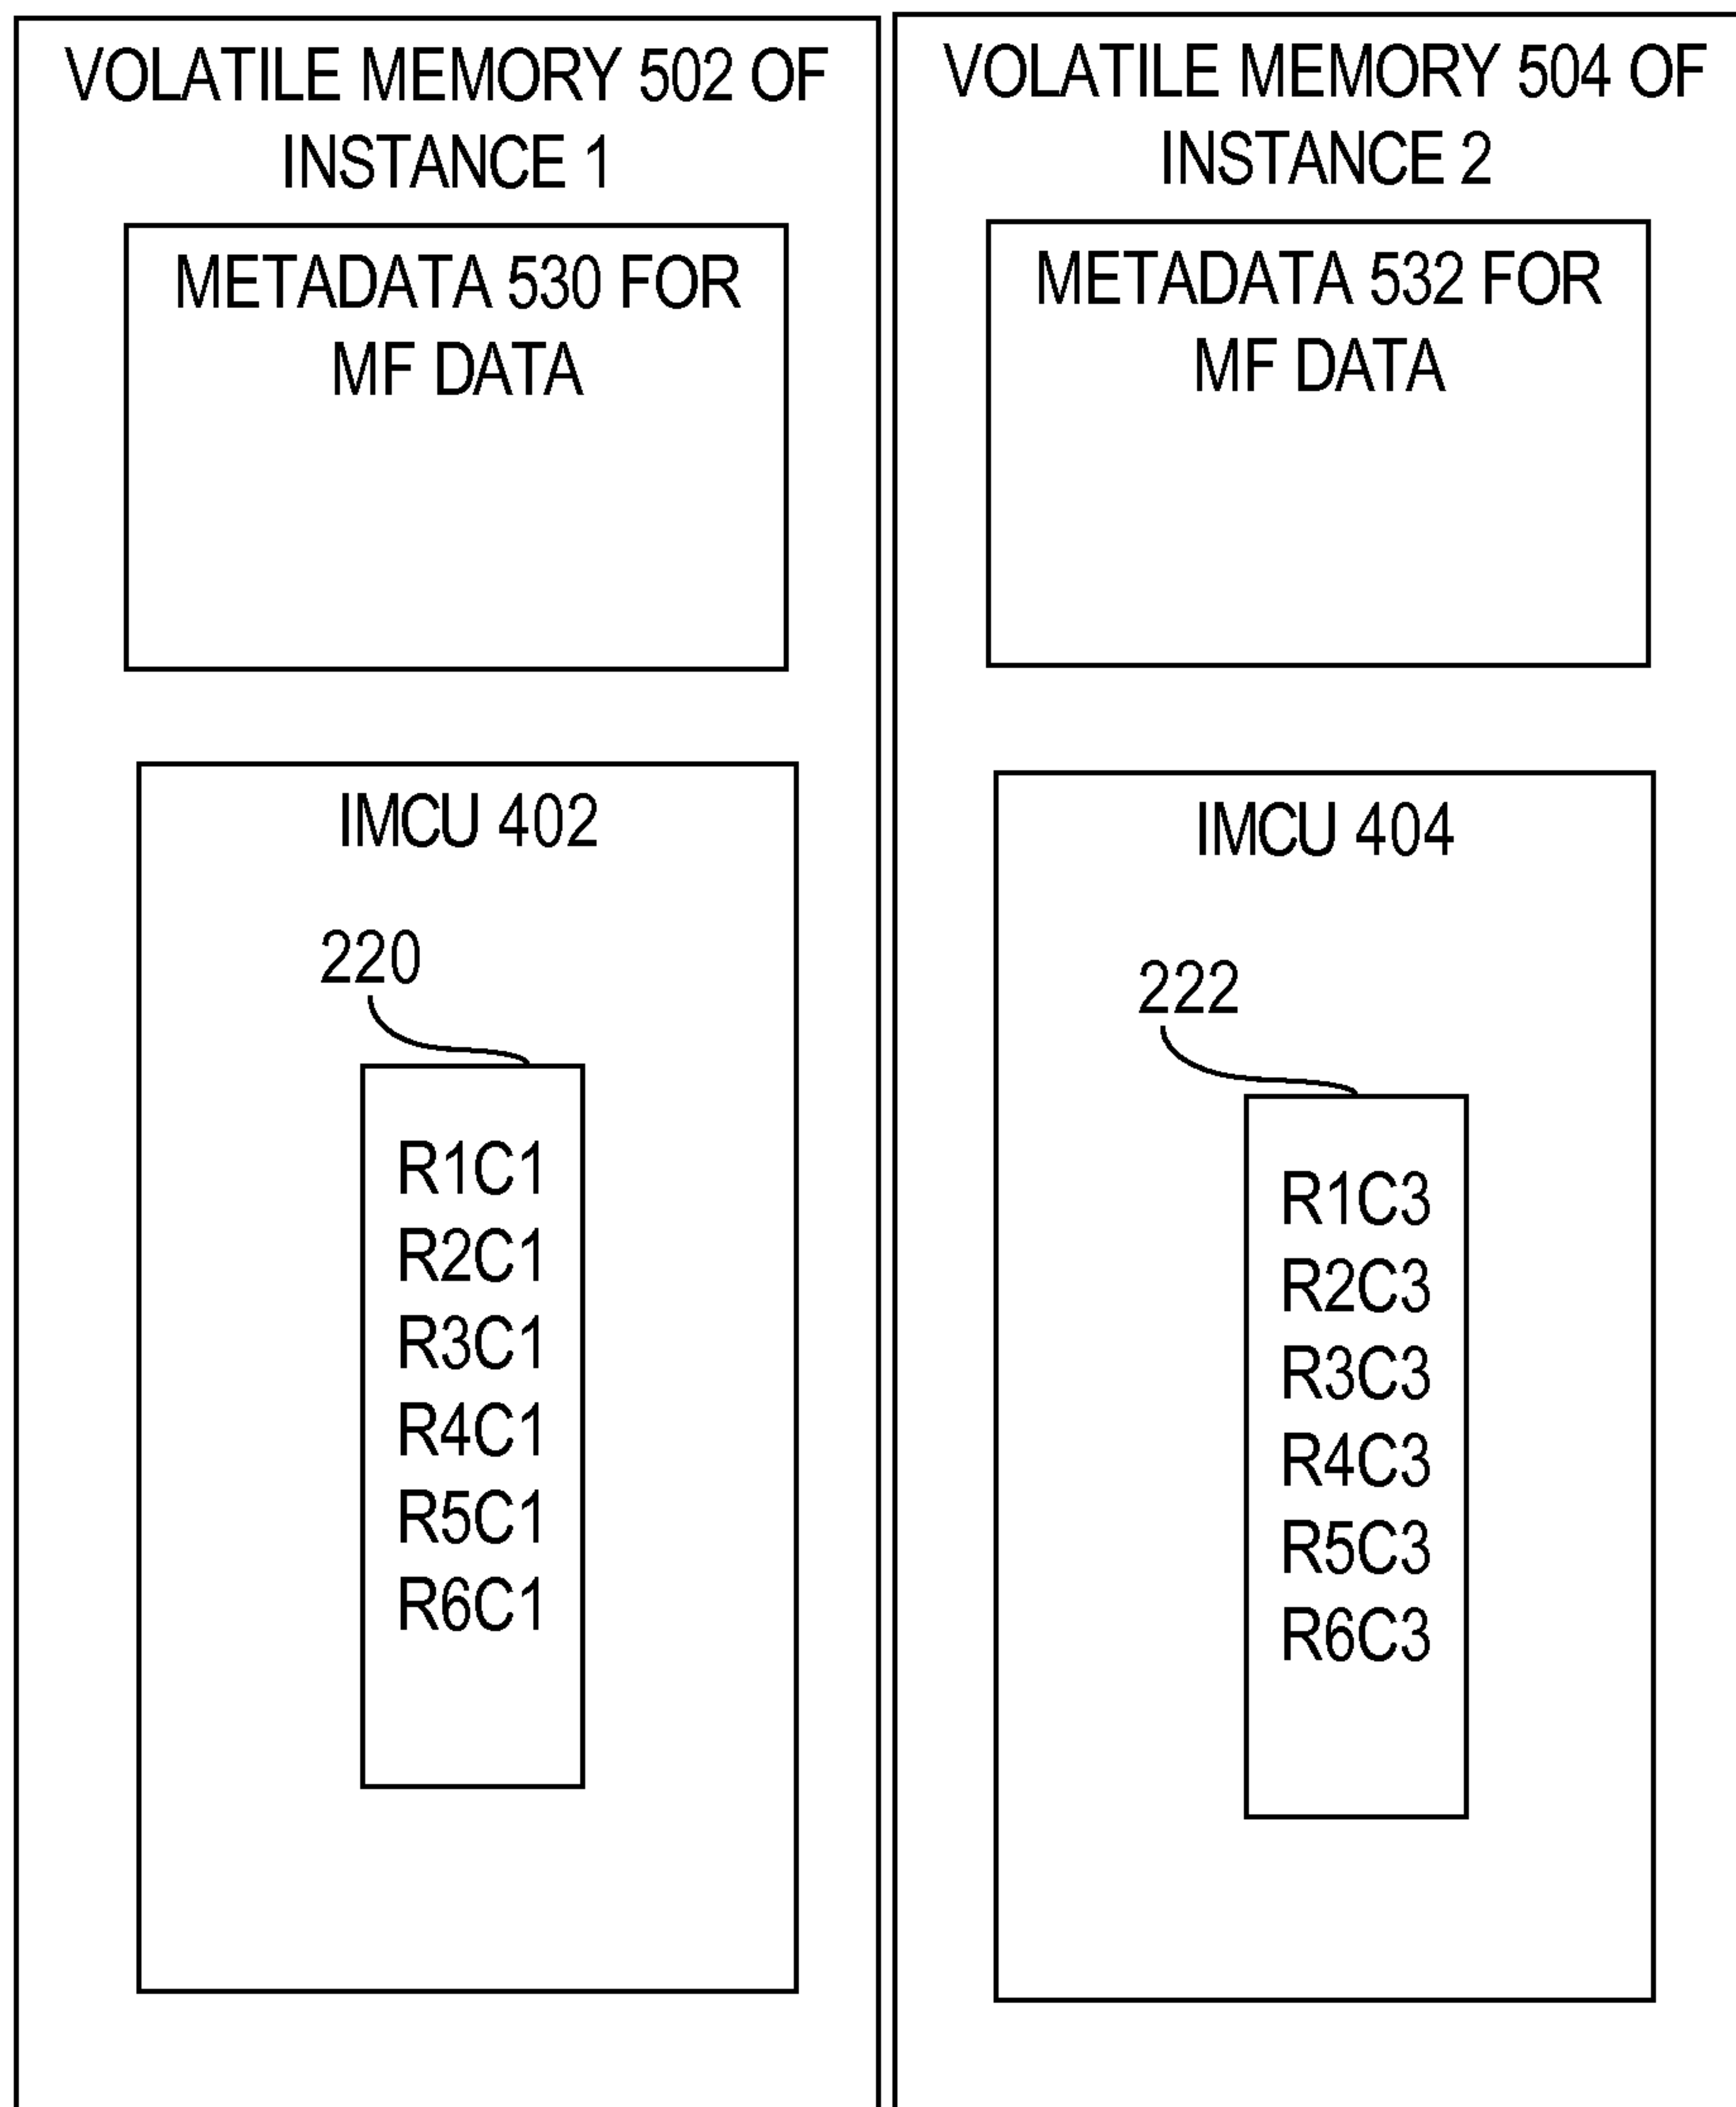 VOLATILE MEMORY 502 OF
INSTANCE 1
METADATA 530 FOR
MF DATA
IMCU 402
220
R1C1
R2C1
R3C1
R4C1
R5C1
R6C1
VOLATILE MEMORY 504 OF
INSTANCE 2
METADATA 532 FOR
MF DATA
IMCU 404
222
R1C3
R2C3
R3C3
R4C3
R5C3
R6C3